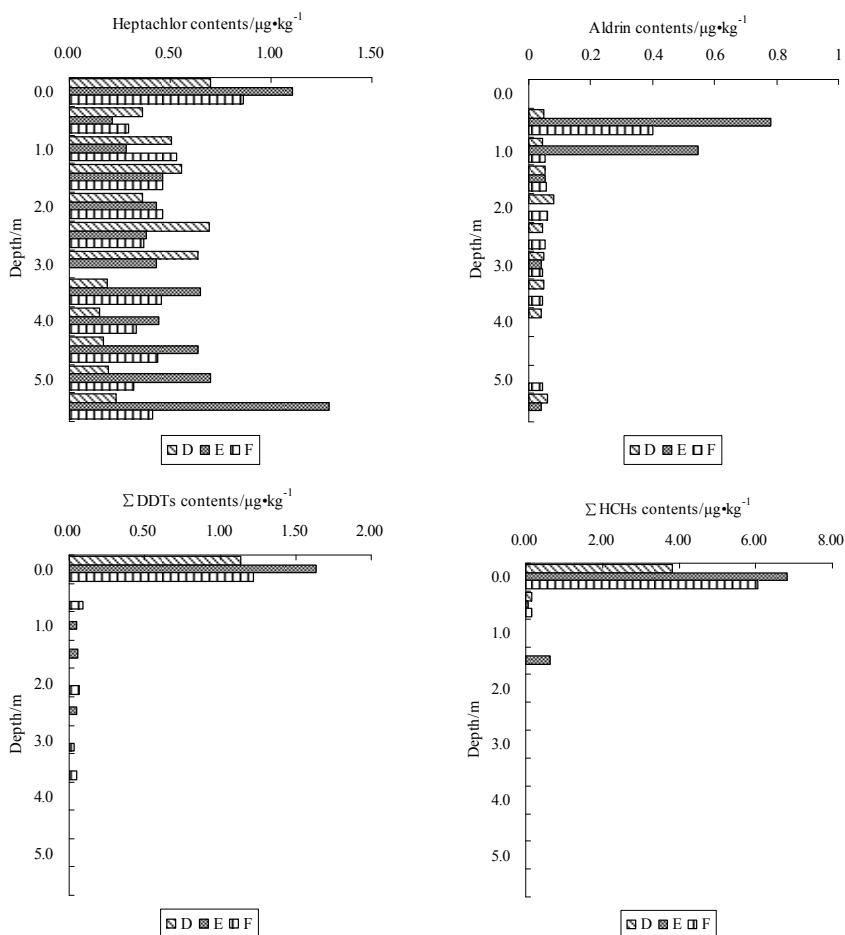 Heptachlor contents/μg•kg⁻¹
0.00 0.50 1.00 1.50
0.0
1.0
2.0
3.0
4.0
5.0
Depth/m
D E F
Aldrin contents/μg•kg⁻¹
0 0.2 0.4 0.6 0.8 1
0.0
1.0
2.0
3.0
4.0
5.0
Depth/m
D E F
∑DDTs contents/μg•kg⁻¹
0.00 0.50 1.00 1.50 2.00
0.0
1.0
2.0
3.0
4.0
5.0
Depth/m
D E F
∑HCHs contents/μg•kg⁻¹
0.00 2.00 4.00 6.00 8.00
0.0
1.0
2.0
3.0
4.0
5.0
Depth/m
D E F